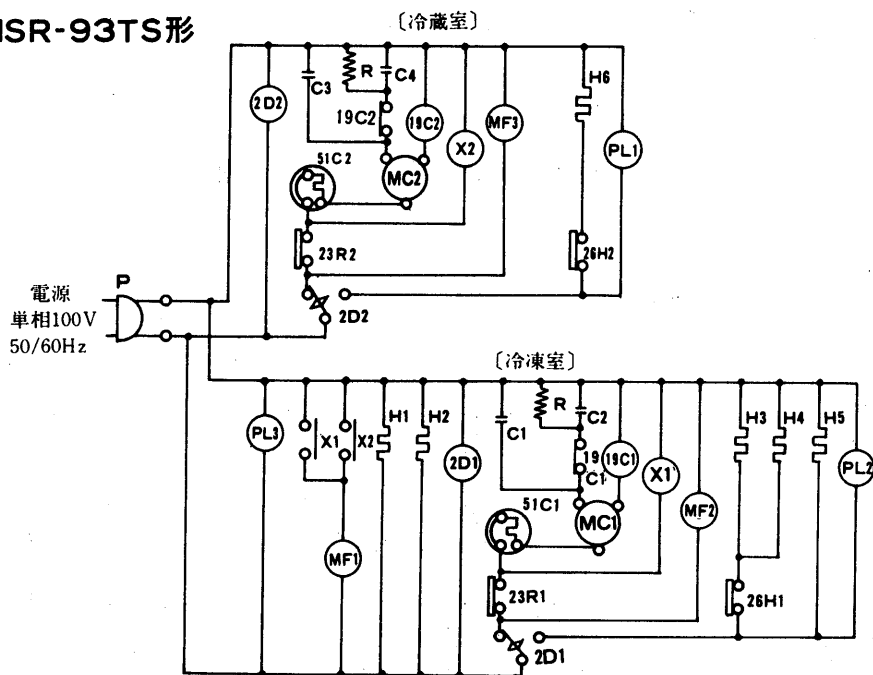 SR-93TS形
〔冷蔵室〕
2D2
C3
R
C4
19C2
19C2
X2
MF3
H6
PL1
51C2
MC2
23R2
26H2
2D2
P
電源
単相100V
50/60Hz
〔冷凍室〕
PL3
X1
X2
H1
H2
2D1
C1
R
C2
19
C1
19C1
X1
MF2
H3
H4
H5
PL2
51C1
MC1
MF1
23R1
26H1
2D1